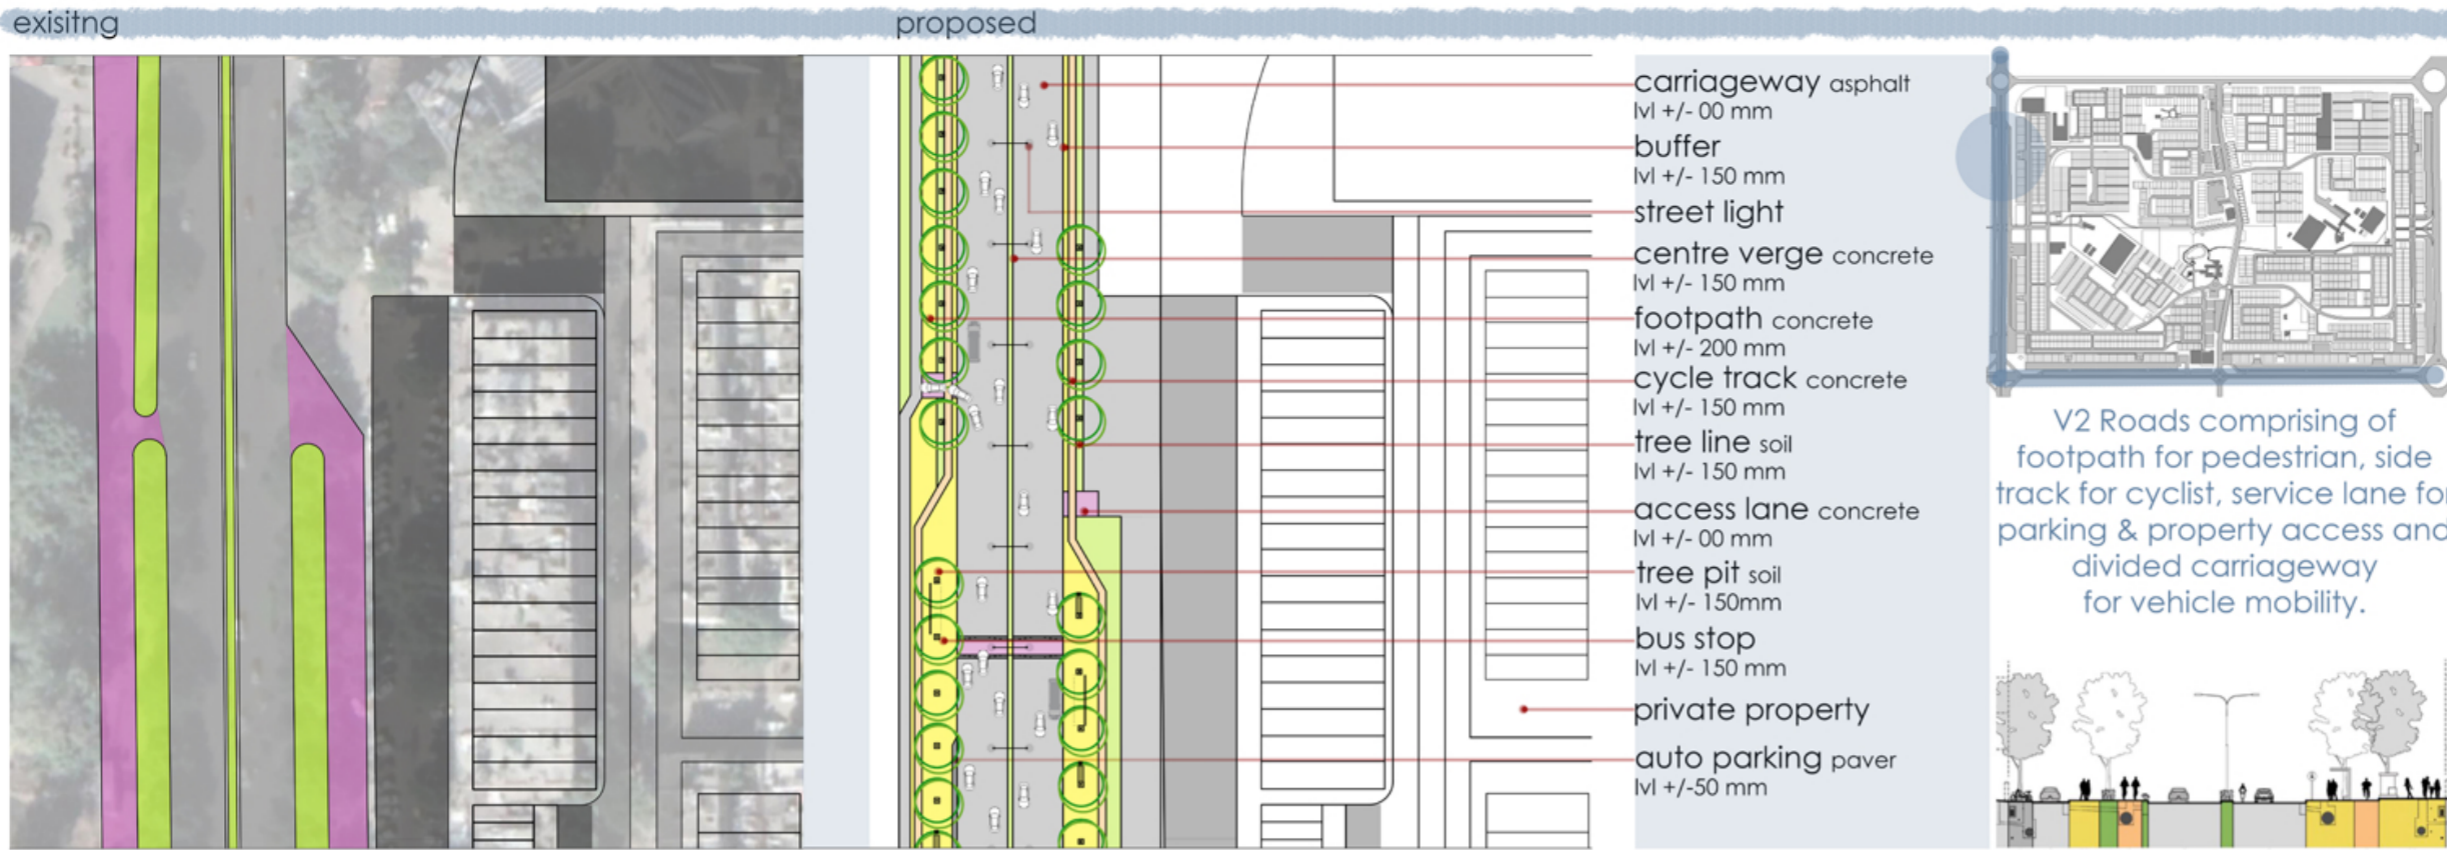 exisitng
proposed
carriageway asphalt
lvl +/- 00 mm
buffer
lvl +/- 150 mm
street light
centre verge concrete
lvl +/- 150 mm
footpath concrete
lvl +/- 200 mm
cycle track concrete
lvl +/- 150 mm
tree line soil
lvl +/- 150 mm
access lane concrete
lvl +/- 00 mm
tree pit soil
lvl +/- 150mm
bus stop
lvl +/- 150 mm
private property
auto parking paver
lvl +/-50 mm
V2 Roads comprising of
footpath for pedestrian, side
track for cyclist, service lane for
parking & property access and
divided carriageway
for vehicle mobility.